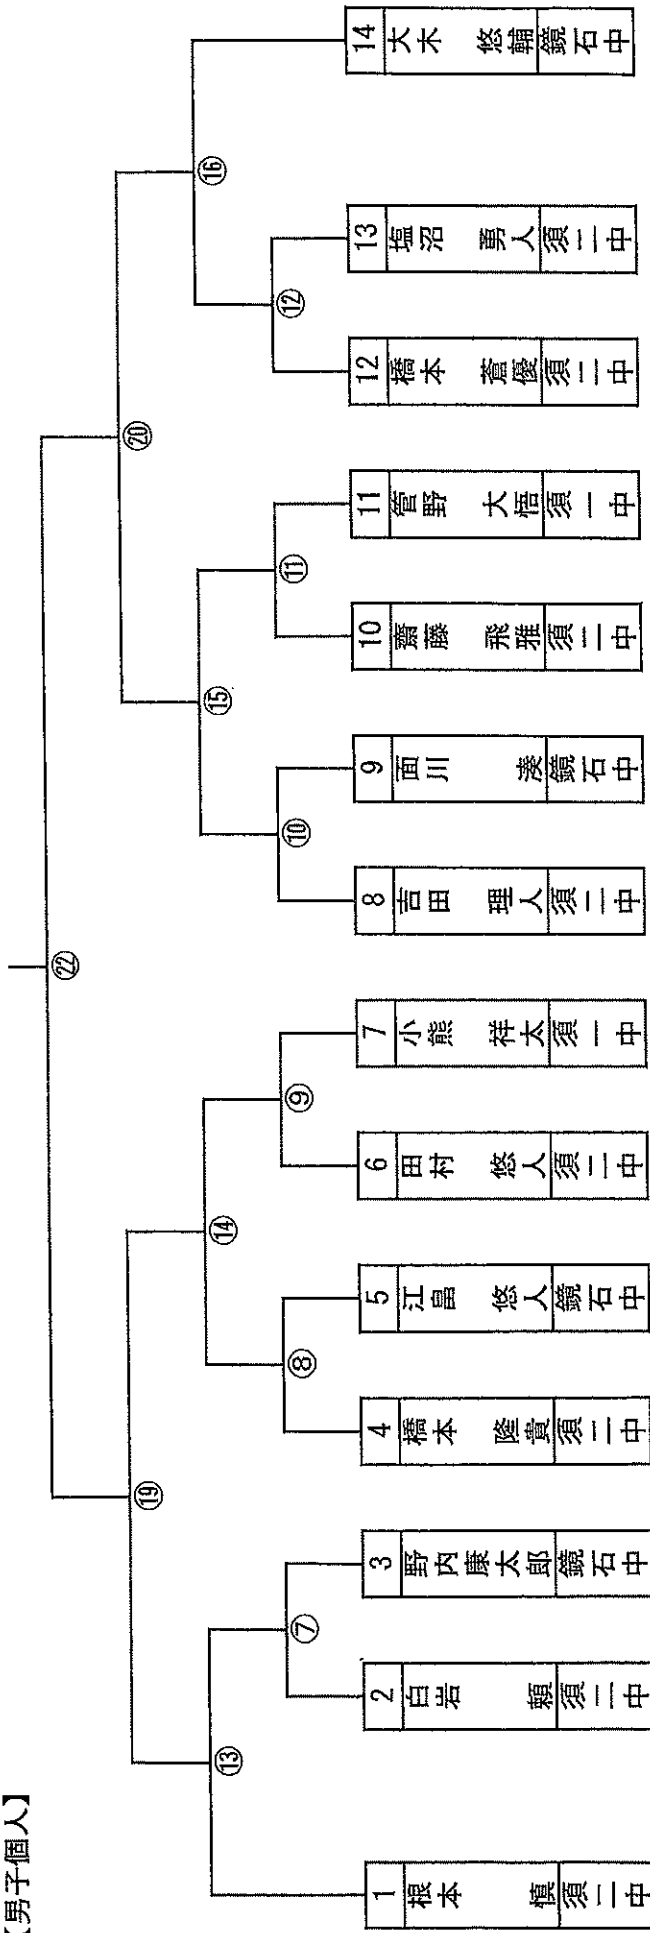 【男子個人】
㉒
⑲
⑳
⑬
⑭
⑮
⑯
⑦
⑧
⑨
⑩
⑪
⑫
1 根本 慎 須二中
2 白岩 頼 須二中
3 野内康太郎 鏡石中
4 橋本 隆貴 須二中
5 江畠 悠人 鏡石中
6 田村 悠人 須二中
7 小熊 祥太 須一中
8 吉田 理人 須二中
9 面川 湊 鏡石中
10 齋藤 飛雅 須二中
11 管野 大悟 須一中
12 橋本 蒼優 須二中
13 塩沼 勇人 須二中
14 大木 悠輔 鏡石中